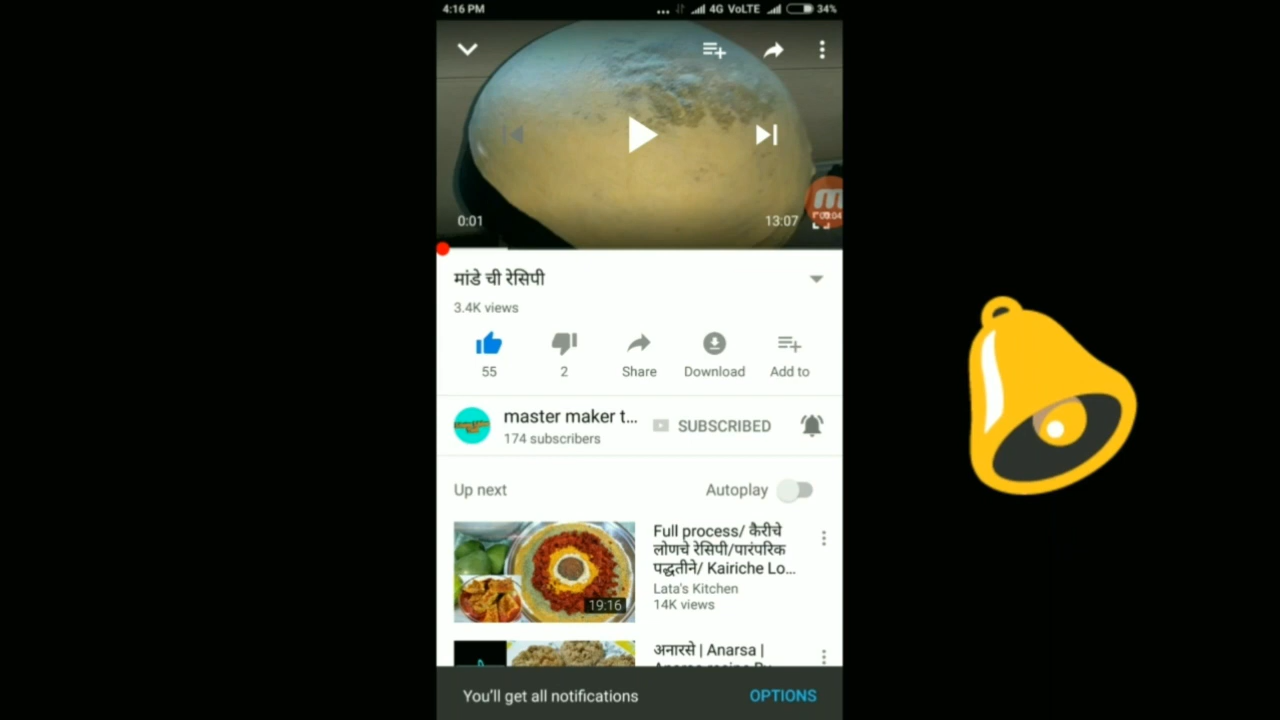 4:16 PM
... 4G VoLTE 34%
0:01
13:07
00:04
मांडे ची रेसिपी
3.4K views
55
2
Share
Download
Add to
master maker t...
174 subscribers
SUBSCRIBED
Up next
Autoplay
Full process/ कैरीचे
लोणचे रेसिपी/पारंपरिक
पद्धतीने/ Kairiche Lo...
Lata's Kitchen
14K views
19:16
अनारसे | Anarsa |
You'll get all notifications
OPTIONS